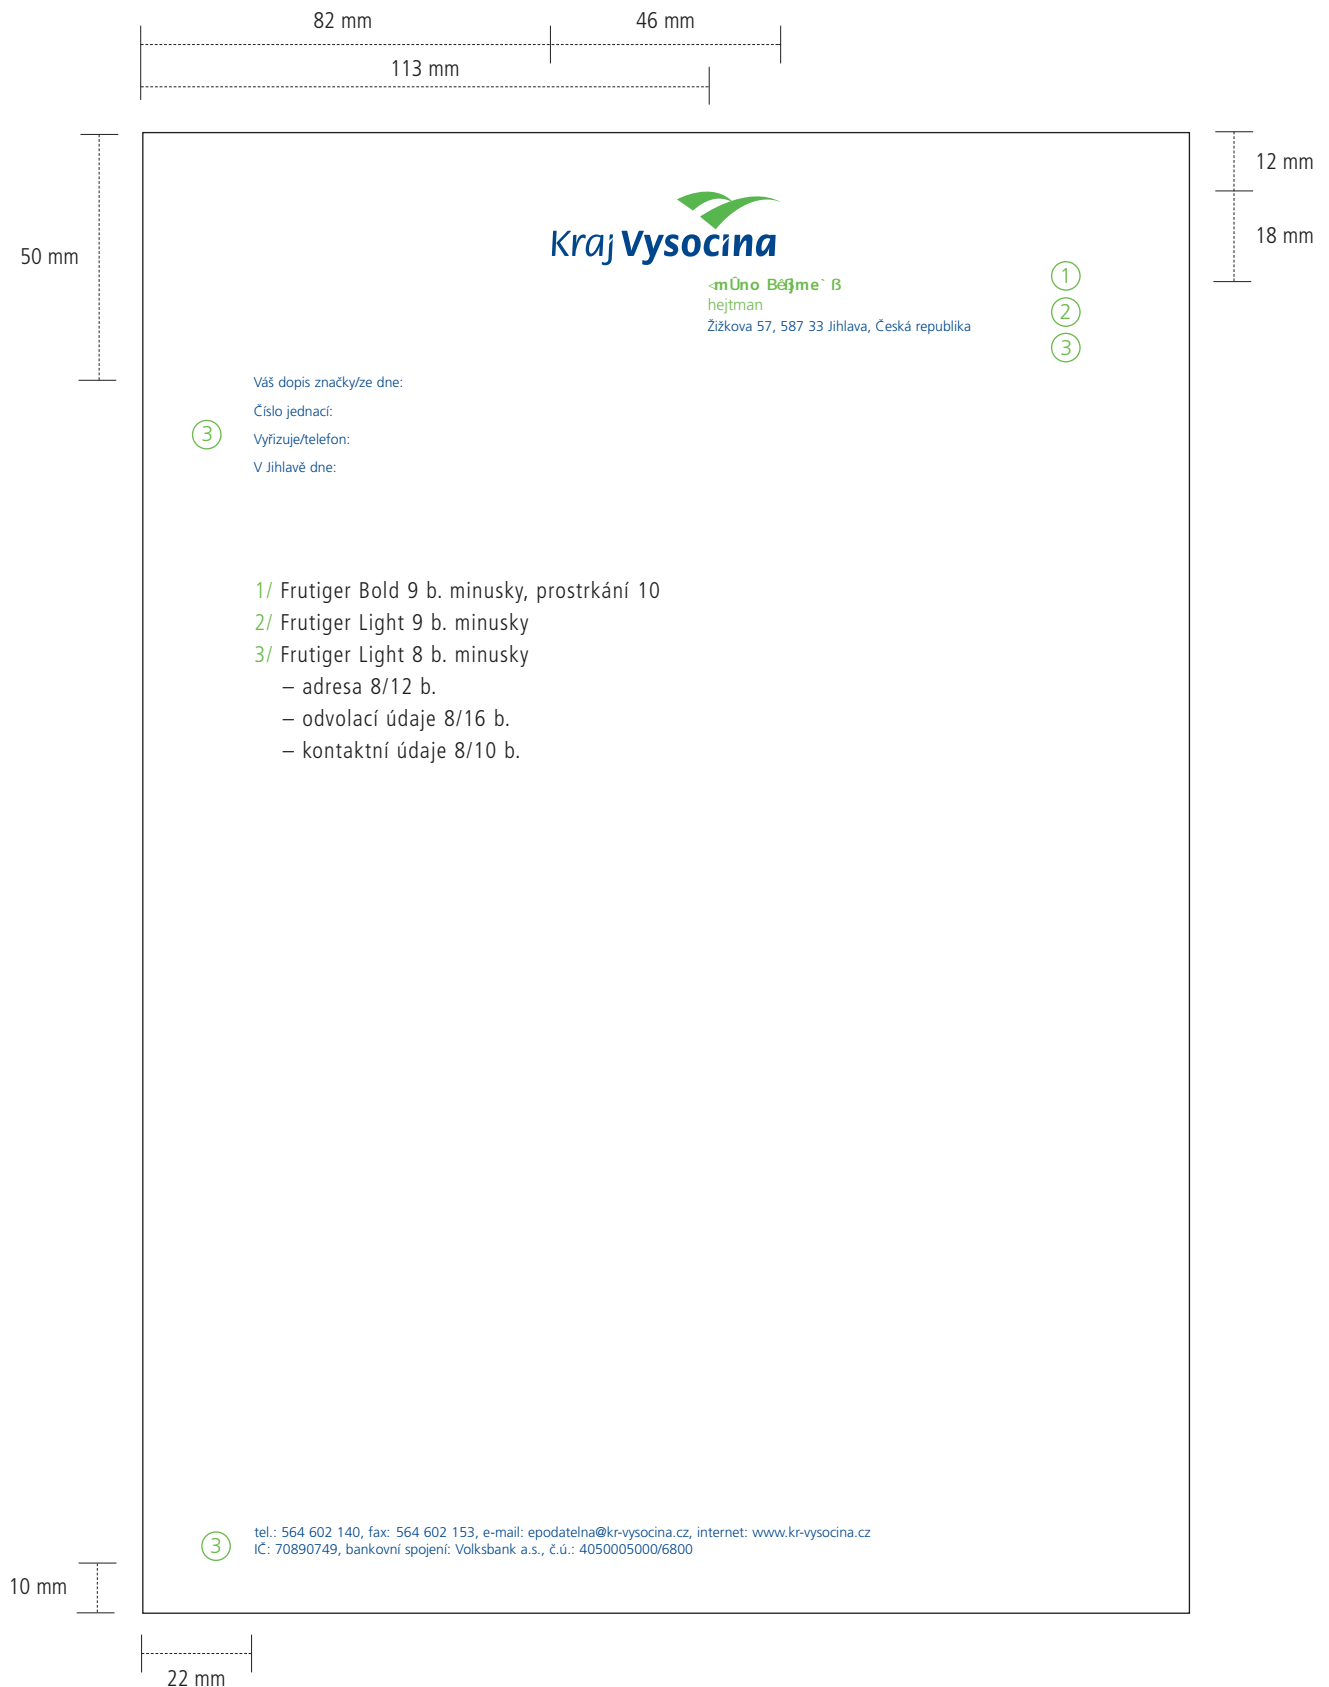 82 mm
46 mm
113 mm
12 mm
50 mm
18 mm
Kraj Vysocina
1
hejtman
2
Žižkova 57, 587 33 Jihlava, Česká republika
3
Váš dopis značky/ze dne:
Číslo jednací:
3
Vyřizuje/telefon:
V Jihlavě dne:
1/ Frutiger Bold 9 b. minusky, prostrkání 10
2/ Frutiger Light 9 b. minusky
3/ Frutiger Light 8 b. minusky
– adresa 8/12 b.
– odvolací údaje 8/16 b.
– kontaktní údaje 8/10 b.
3
tel.: 564 602 140, fax: 564 602 153, e-mail: epodatelna@kr-vysocina.cz, internet: www.kr-vysocina.cz
IČ: 70890749, bankovní spojení: Volksbank a.s., č.ú.: 4050005000/6800
10 mm
22 mm